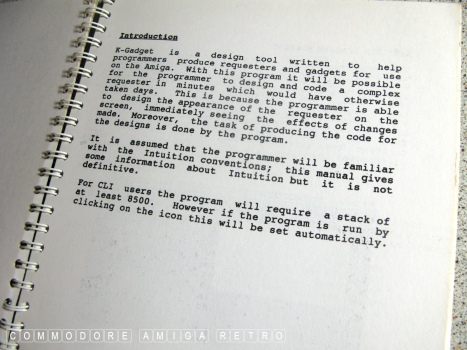 Introduction
K-Gadget is a design tool written to help
programmers produce requesters and gadgets for use
on the Amiga. With this program it will be possible
for the programmer to design and code a complex
requester in minutes which would have otherwise
taken days. This is because the programmer is able
to design the appearance of the requester on the
screen, immediately seeing the effects of changes
made. Moreover, the task of producing the code for
the designs is done by the program.
It is assumed that the programmer will be familiar
with the Intuition conventions; this manual gives
some information about Intuition but it is not
definitive.
For CLI users the program will require a stack of
at least 8500. However if the program is run by
clicking on the icon this will be set automatically.
COMMODORE AMIGA RETRO